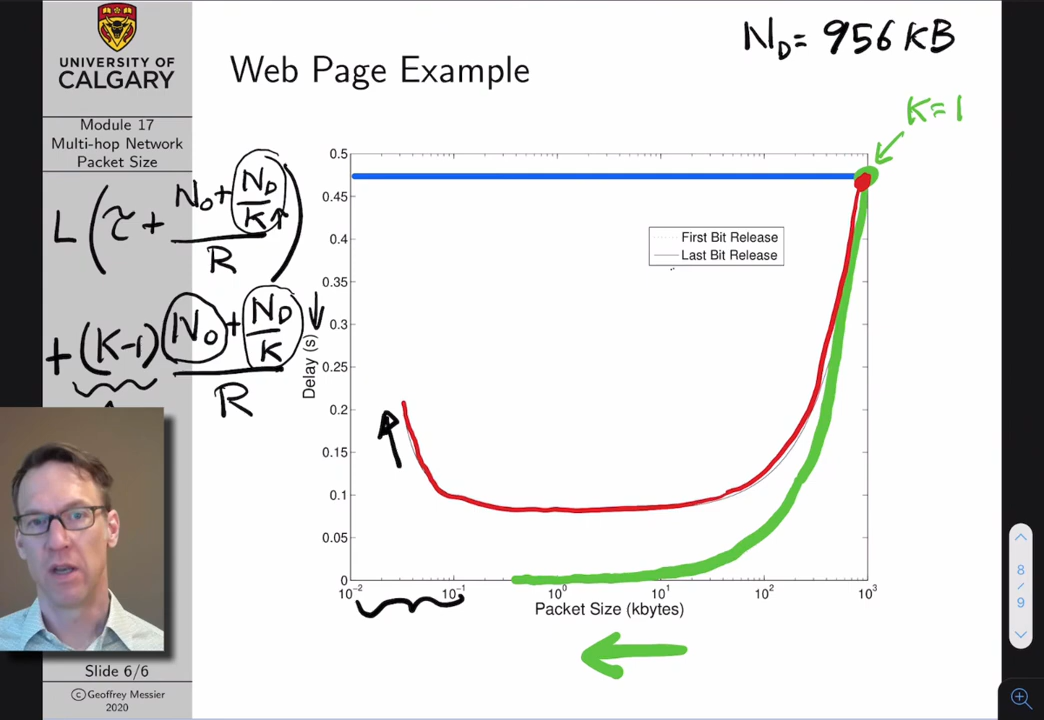 UNIVERSITY OF
CALGARY
Module 17
Multi-hop Network
Packet Size
Web Page Example
N_D = 956 KB
K=1
L ( τ + (N_0 + N_D/K↑) / R )
+ (K-1) (N_0 + N_D/K) / R ↓
0.5
0.45
0.4
0.35
0.3
0.25
0.2
0.15
0.1
0.05
0
Delay (s)
First Bit Release
Last Bit Release
10^-2
10^-1
10^0
10^1
10^2
10^3
Packet Size (kbytes)
Slide 6/6
© Geoffrey Messier
2020
8
/
9